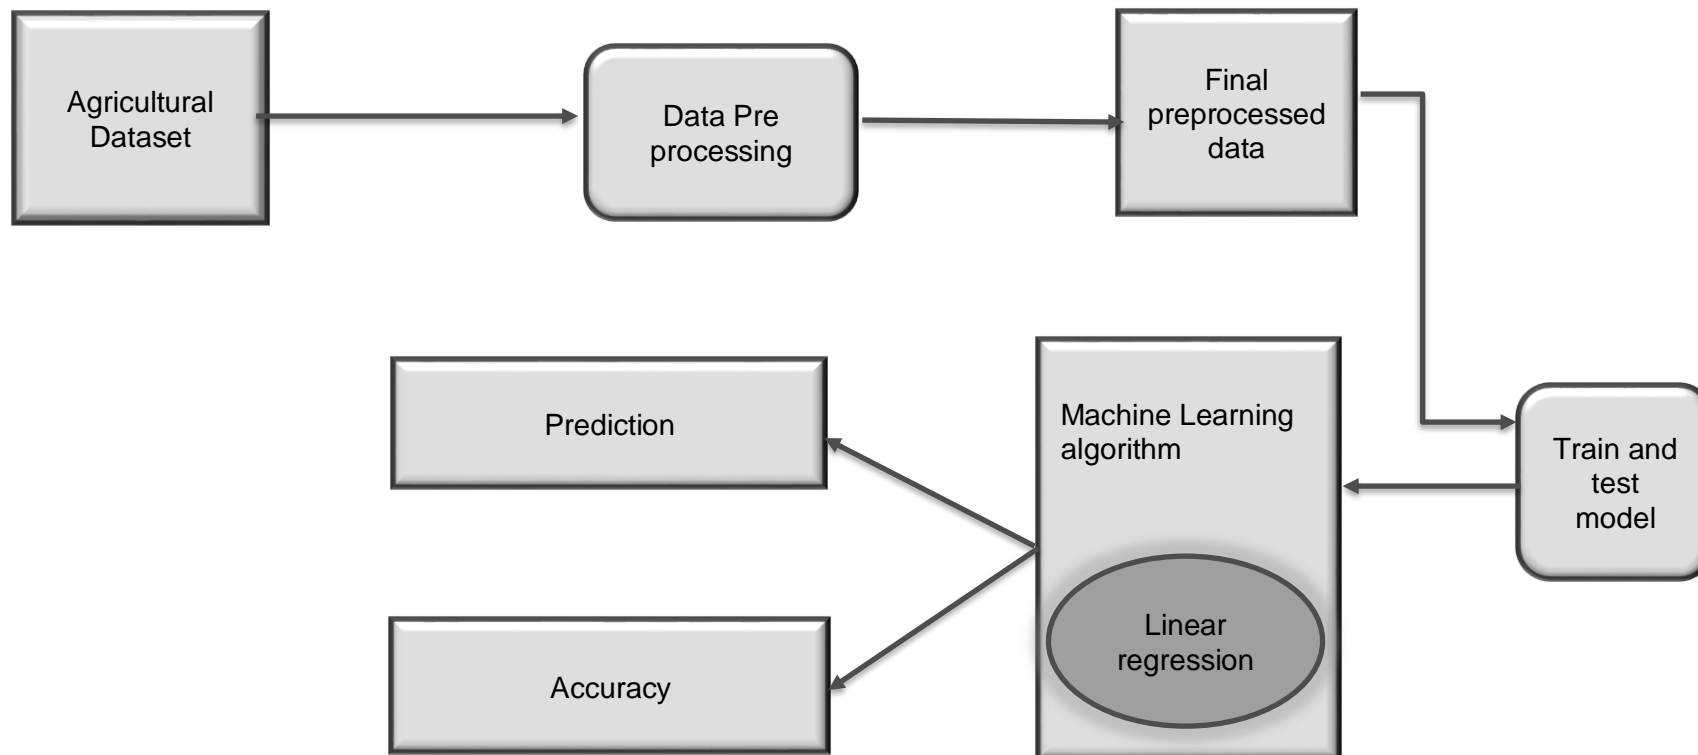 Agricultural
Dataset
Data Pre
processing
Final
preprocessed
data
Train and
test
model
Machine Learning
algorithm
Linear
regression
Prediction
Accuracy